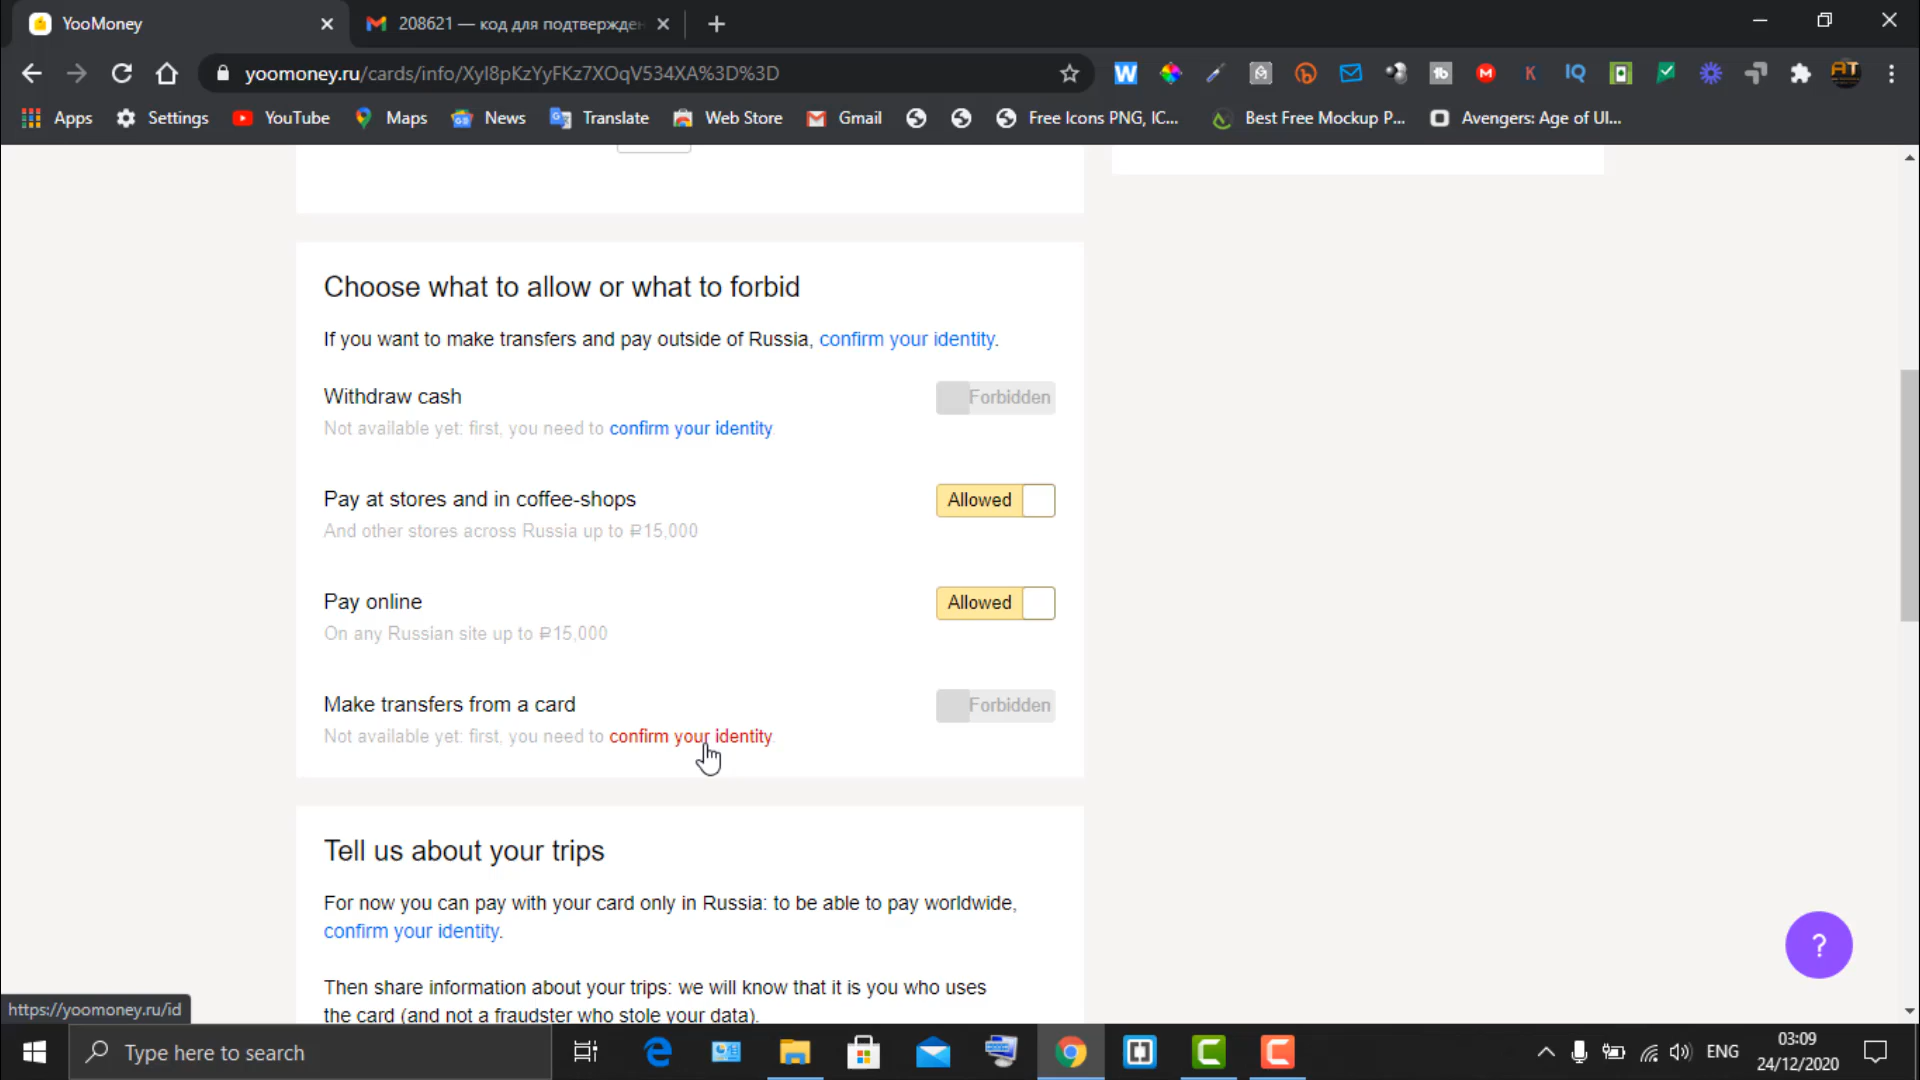 YooMoney
208621 — код для подтвержден
yoomoney.ru/cards/info/Xyl8pKzYyFKz7XOqV534XA%3D%3D
Apps Settings YouTube Maps News Translate Web Store Gmail Free Icons PNG, IC... Best Free Mockup P... Avengers: Age of Ul...
Choose what to allow or what to forbid
If you want to make transfers and pay outside of Russia, confirm your identity.
Withdraw cash
Forbidden
Not available yet: first, you need to confirm your identity
Pay at stores and in coffee-shops
Allowed
And other stores across Russia up to ₽15,000
Pay online
Allowed
On any Russian site up to ₽15,000
Make transfers from a card
Forbidden
Not available yet: first, you need to confirm your identity
Tell us about your trips
For now you can pay with your card only in Russia: to be able to pay worldwide,
confirm your identity.
Then share information about your trips: we will know that it is you who uses
the card (and not a fraudster who stole your data).
?
https://yoomoney.ru/id
Type here to search
ENG
03:09
24/12/2020